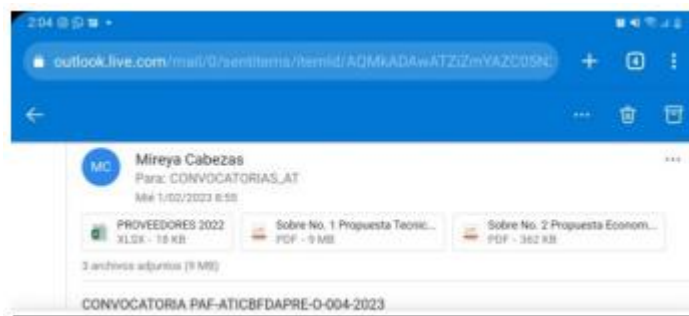 2:04
outlook.live.com/mail/0/sentitems/itemid/
4
MC
Mireya Cabezas
Para: CONVOCATORIAS_AT
Mié 1/02/2023 8:55
PROVEEDORES 2022
XLSX - 18 KB
Sobre No. 1 Propuesta Tecnic...
PDF - 9 MB
Sobre No. 2 Propuesta Econom...
PDF - 362 KB
3 archivos adjuntos (9 MB)
CONVOCATORIA PAF-ATICBFDAPRE-O-004-2023